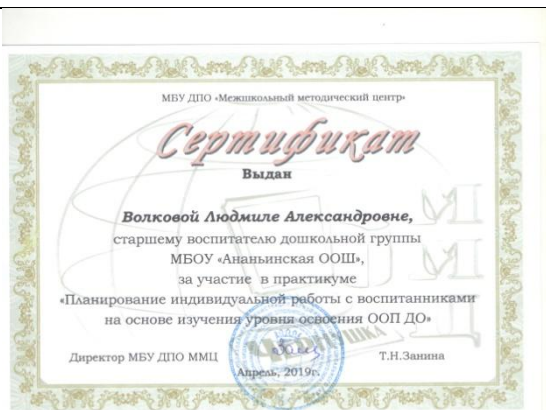 МБУ ДПО «Межшкольный методический центр»
Сертификат
Выдан
Волковой Людмиле Александровне,
старшему воспитателю дошкольной группы
МБОУ «Ананьинская ООШ»,
за участие в практикуме
«Планирование индивидуальной работы с воспитанниками
на основе изучения уровня освоения ООП ДО»
Директор МБУ ДПО ММЦ Т.Н.Занина
Апрель, 2019г.